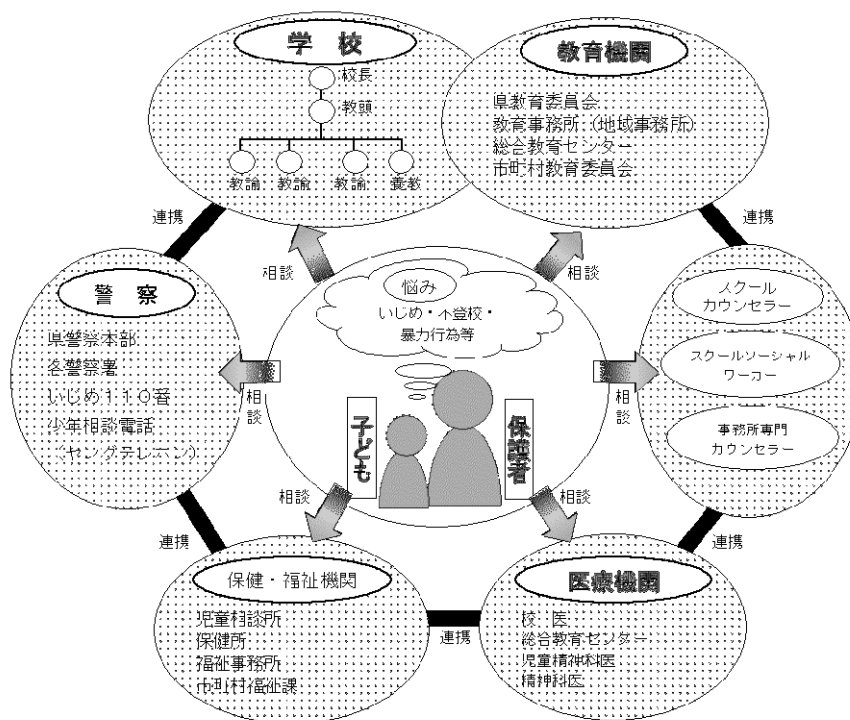 学 校
校長
教頭
教諭 教諭 教諭 養教
教育機関
県教育委員会
教育事務所（地域事務所）
総合教育センター
市町村教育委員会
連携
連携
相談
相談
悩み
いじめ・不登校・
暴力行為等
警 察
県警察本部
各警察署
いじめ１１０番
少年相談電話
（ヤングテレホン）
相談
スクール
カウンセラー
スクールソーシャル
ワーカー
事務所専門
カウンセラー
相談
子ども
保護者
相談
相談
連携
連携
保健・福祉機関
児童相談所
保健所
福祉事務所
市町村福祉課
連携
医療機関
校 医
総合教育センター
児童精神科医
精神科医